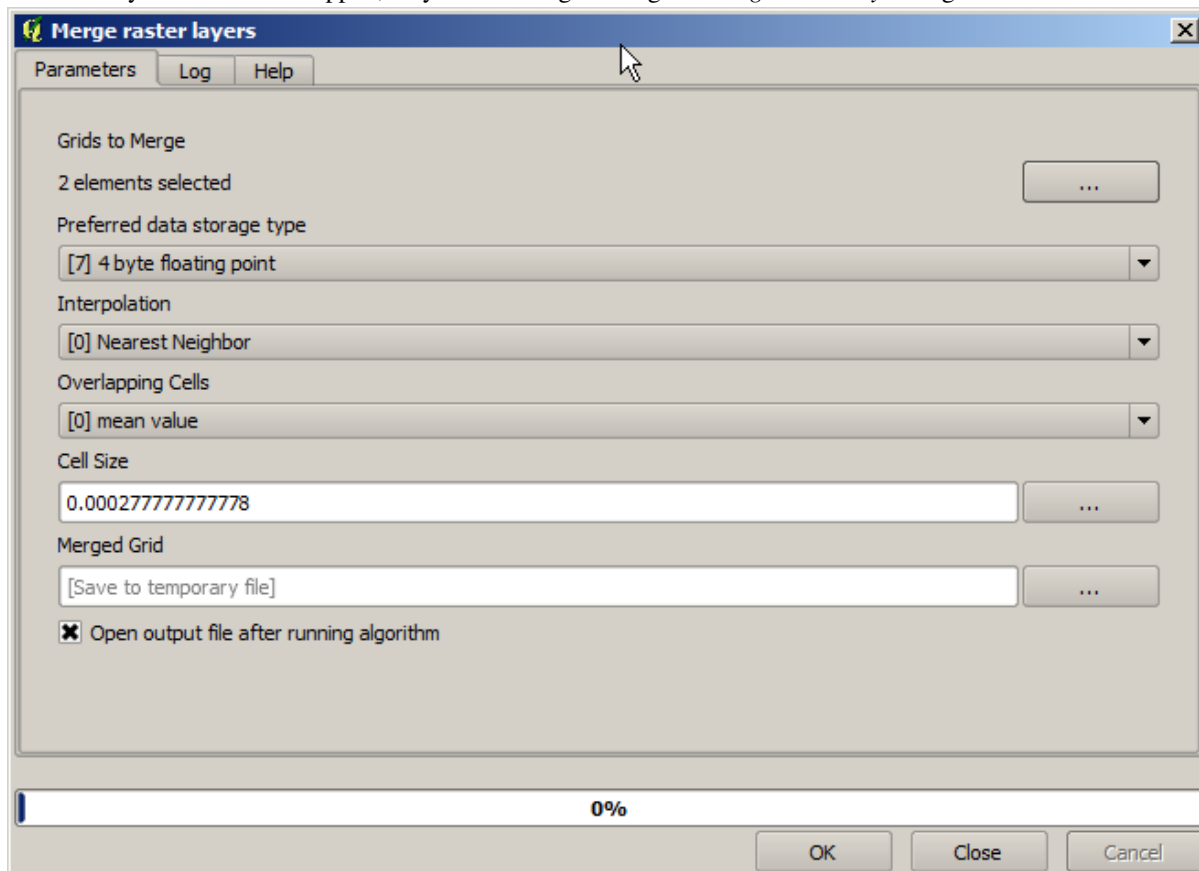 Merge raster layers
Parameters Log Help
Grids to Merge
2 elements selected
...
Preferred data storage type
[7] 4 byte floating point
Interpolation
[0] Nearest Neighbor
Overlapping Cells
[0] mean value
Cell Size
0.000277777777778
...
Merged Grid
[Save to temporary file]
...
Open output file after running algorithm
0%
OK Close Cancel